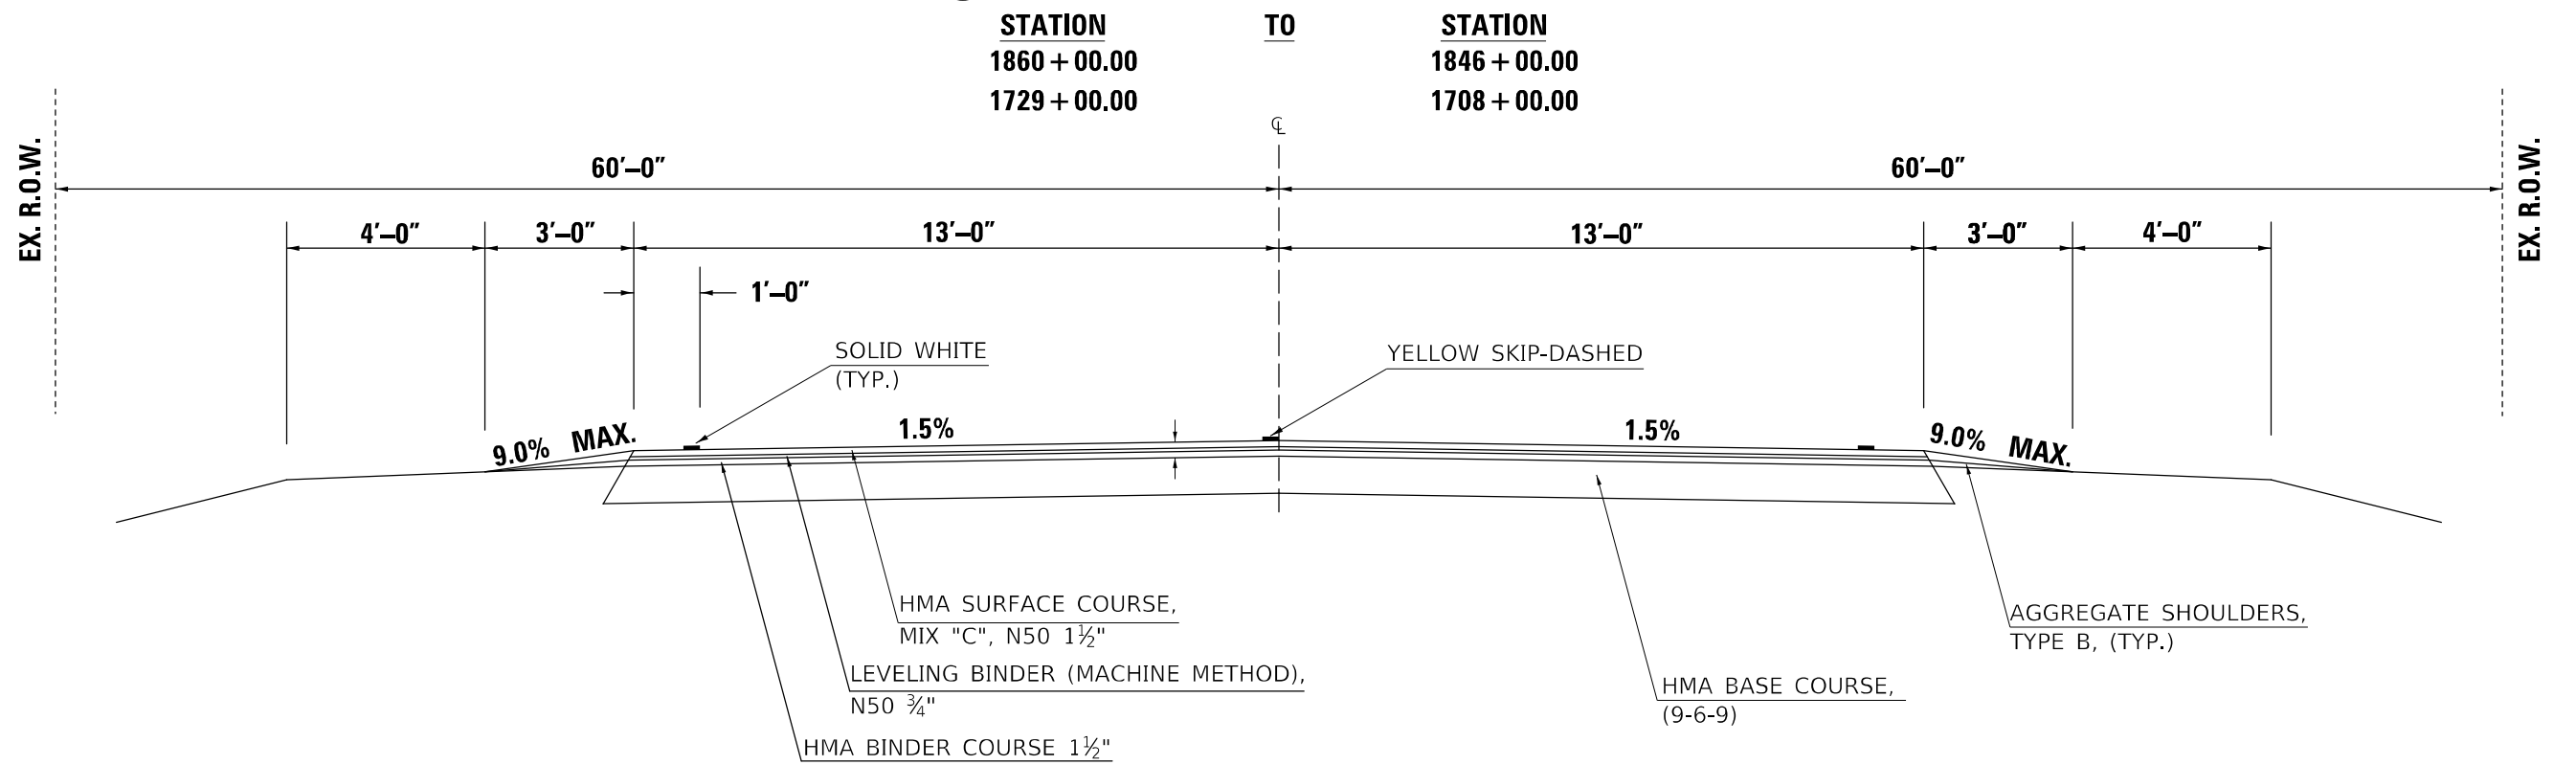 STATION TO STATION
1860+00.00 1846+00.00
1729+00.00 1708+00.00
℄
EX. R.O.W.
60'–0" 60'–0"
EX. R.O.W.
4'–0" 3'–0" 13'–0" 13'–0" 3'–0" 4'–0"
1'–0"
SOLID WHITE
(TYP.)
YELLOW SKIP-DASHED
9.0% MAX. 1.5% 1.5% 9.0% MAX.
HMA SURFACE COURSE,
MIX "C", N50 1½"
LEVELING BINDER (MACHINE METHOD),
N50 ¾"
HMA BINDER COURSE 1½"
AGGREGATE SHOULDERS,
TYPE B, (TYP.)
HMA BASE COURSE,
(9-6-9)